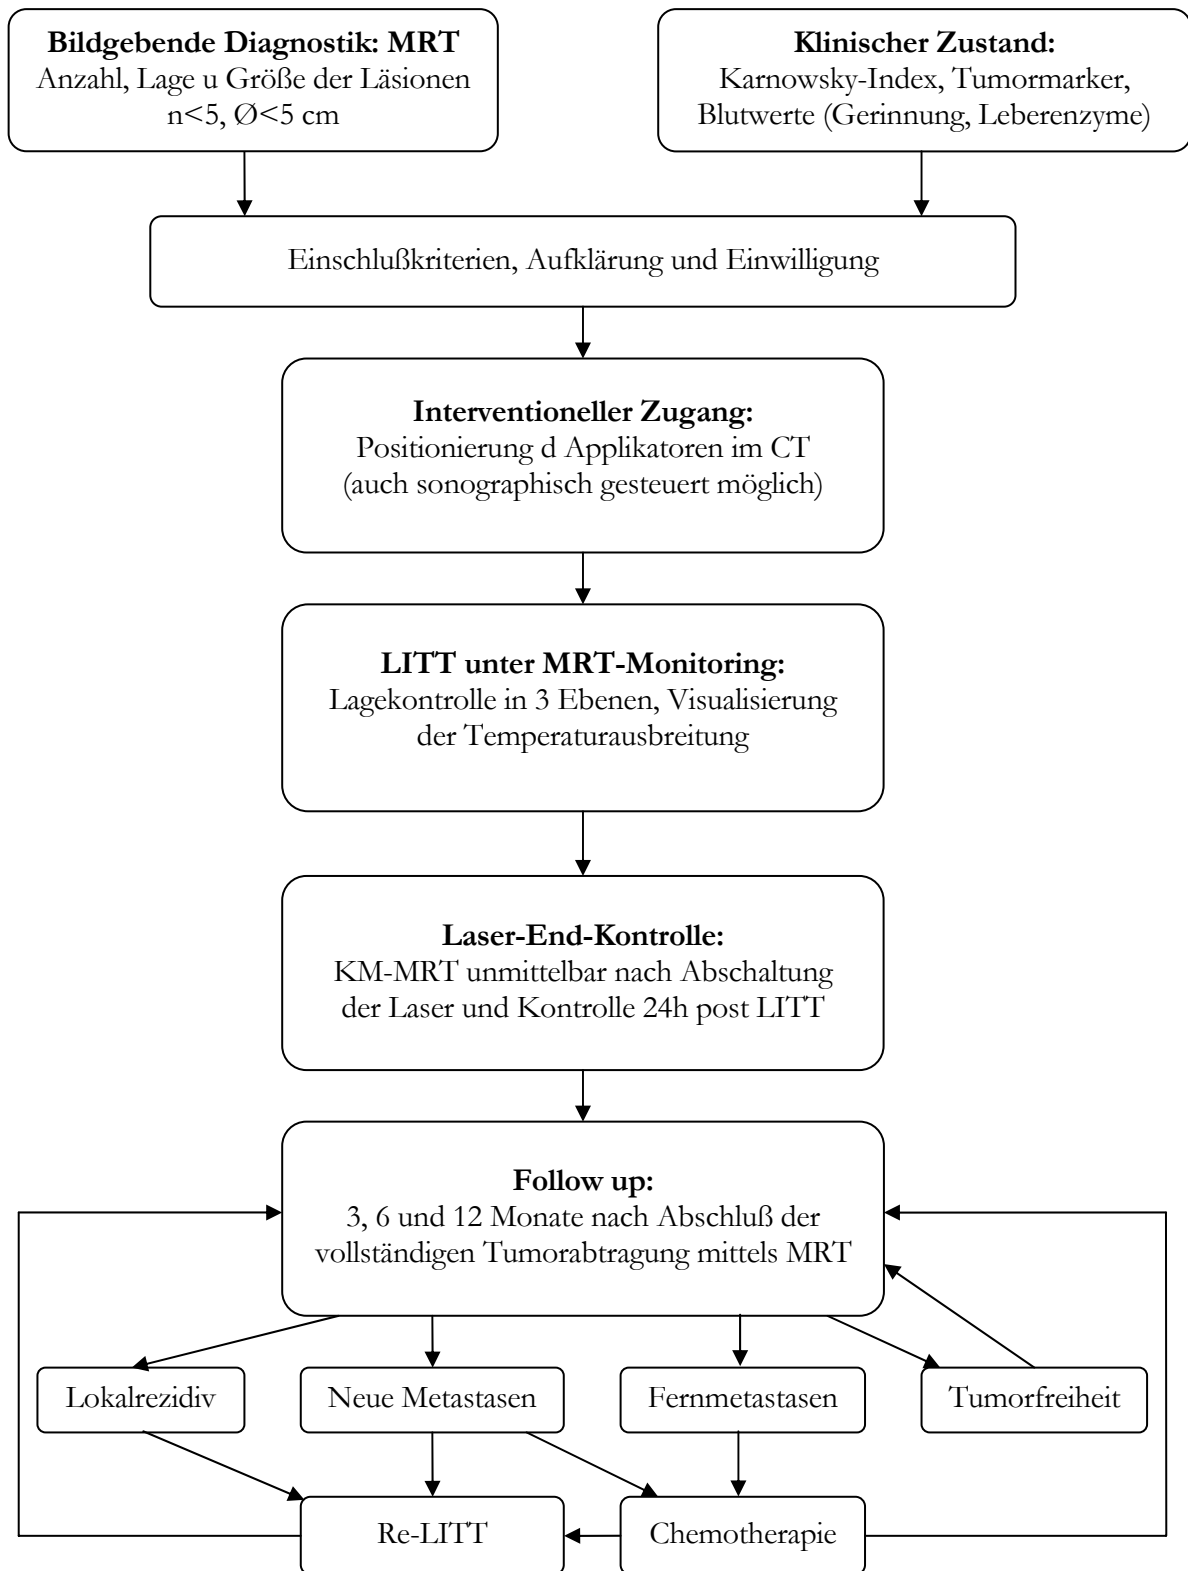 Bildgebende Diagnostik: MRT
Anzahl, Lage u Größe der Läsionen
n<5, Ø<5 cm
Klinischer Zustand:
Karnowsky-Index, Tumormarker,
Blutwerte (Gerinnung, Leberenzyme)
Einschlußkriterien, Aufklärung und Einwilligung
Interventioneller Zugang:
Positionierung d Applikatoren im CT
(auch sonographisch gesteuert möglich)
LITT unter MRT-Monitoring:
Lagekontrolle in 3 Ebenen, Visualisierung
der Temperaturausbreitung
Laser-End-Kontrolle:
KM-MRT unmittelbar nach Abschaltung
der Laser und Kontrolle 24h post LITT
Follow up:
3, 6 und 12 Monate nach Abschluß der
vollständigen Tumorabtragung mittels MRT
Lokalrezidiv
Neue Metastasen
Fernmetastasen
Tumorfreiheit
Re-LITT
Chemotherapie